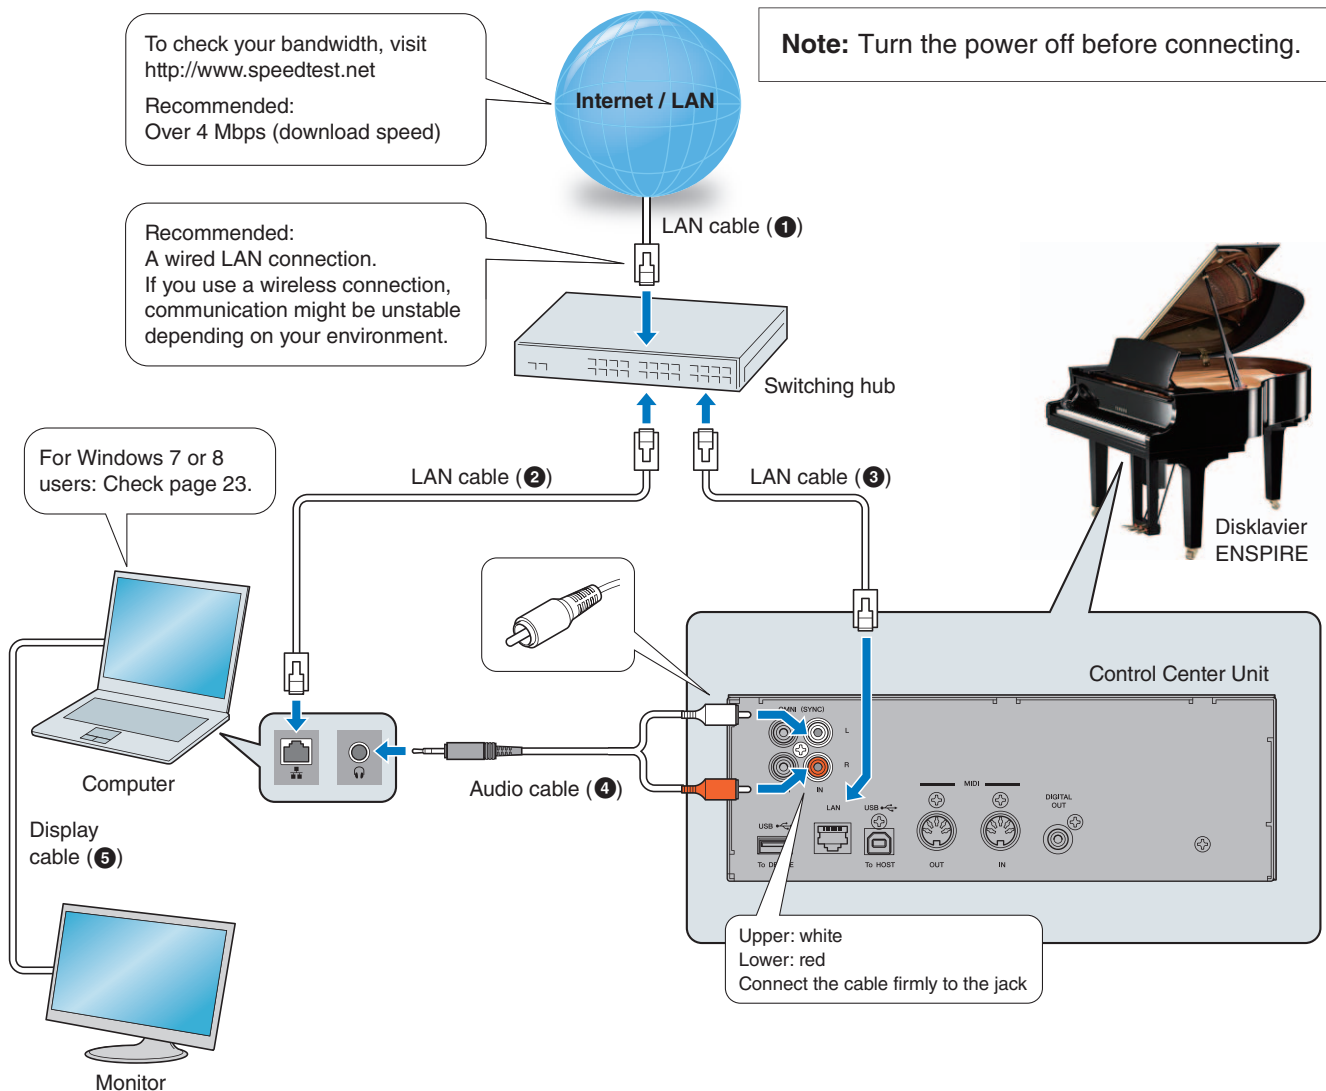 To check your bandwidth, visit
http://www.speedtest.net
Recommended:
Over 4 Mbps (download speed)
Note: Turn the power off before connecting.
Internet / LAN
LAN cable (1)
Recommended:
A wired LAN connection.
If you use a wireless connection,
communication might be unstable
depending on your environment.
Switching hub
For Windows 7 or 8
users: Check page 23.
LAN cable (2)
LAN cable (3)
YAMAHA
Disklavier
ENSPIRE
Control Center Unit
OMNI (SYNC)
L
R
IN
LAN
USB
USB
To HOST
MIDI
OUT
IN
DIGITAL
OUT
Computer
Audio cable (4)
Display
cable (5)
Upper: white
Lower: red
Connect the cable firmly to the jack
Monitor